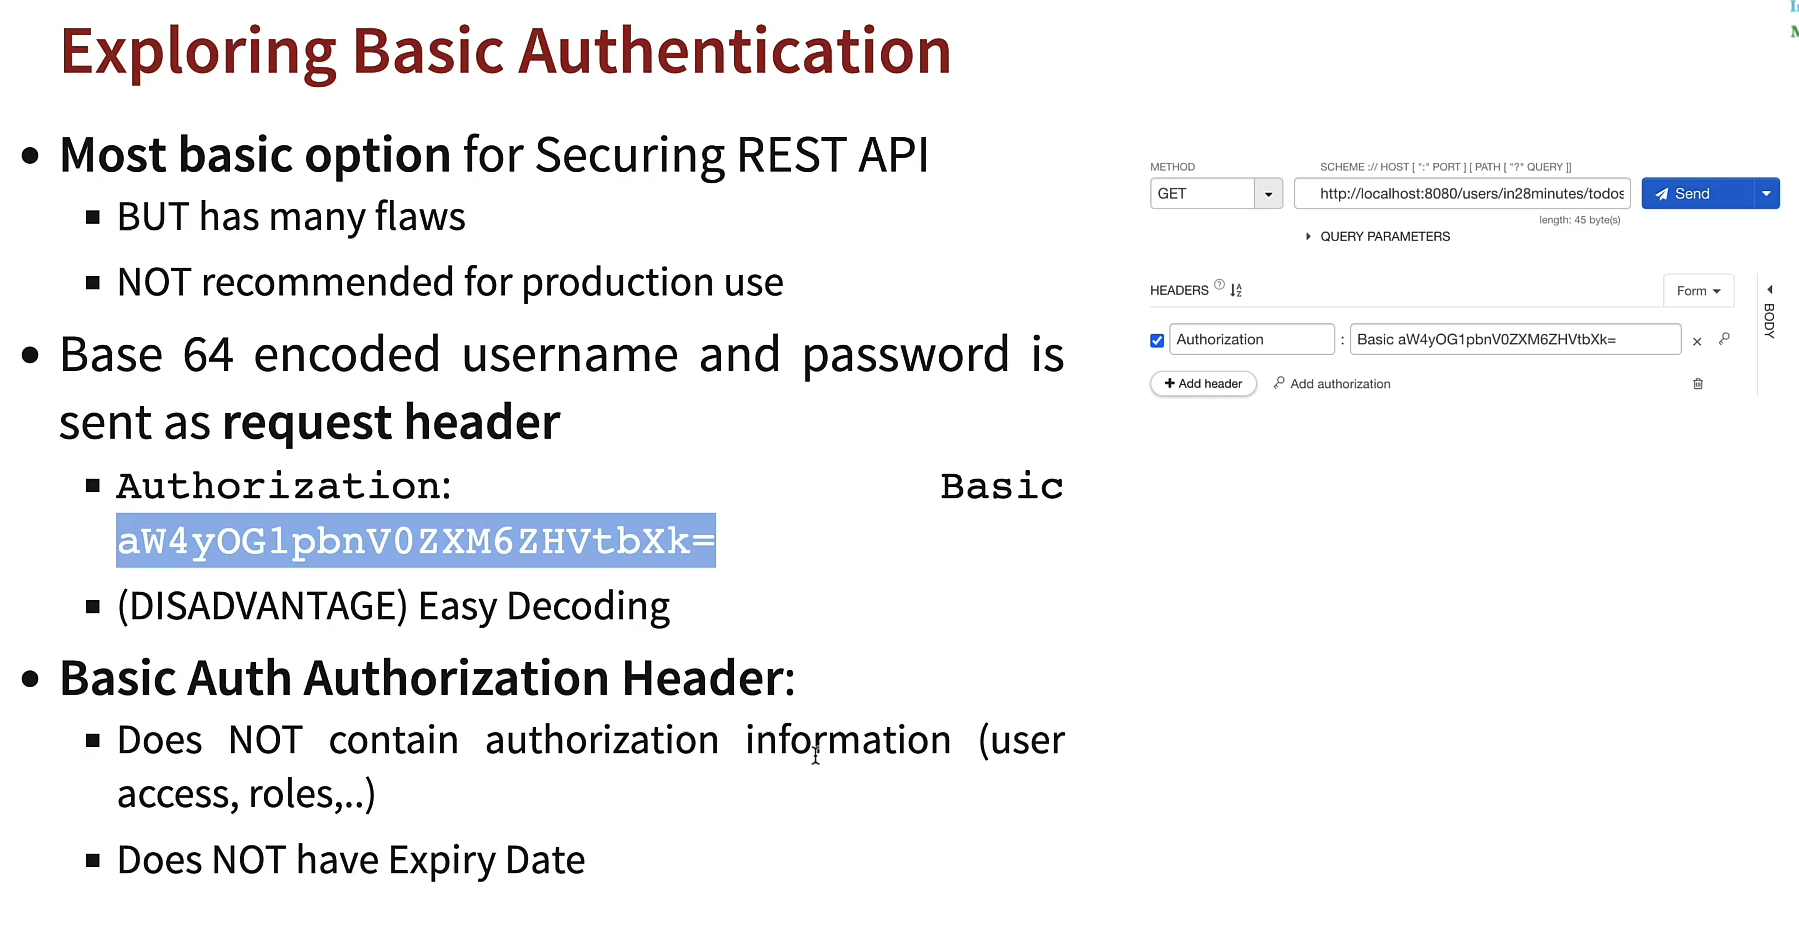 Exploring Basic Authentication
• Most basic option for Securing REST API
▪ BUT has many flaws
▪ NOT recommended for production use
• Base 64 encoded username and password is
sent as request header
▪ Authorization: Basic
aW4yOG1pbnV0ZXM6ZHVtbXk=
▪ (DISADVANTAGE) Easy Decoding
• Basic Auth Authorization Header:
▪ Does NOT contain authorization information (user
access, roles,..)
▪ Does NOT have Expiry Date
METHOD
SCHEME :// HOST [ ":" PORT ] [ PATH [ "?" QUERY ]]
GET
http://localhost:8080/users/in28minutes/todos
Send
length: 45 byte(s)
QUERY PARAMETERS
HEADERS
Form
Authorization : Basic aW4yOG1pbnV0ZXM6ZHVtbXk=
+ Add header
Add authorization
BODY